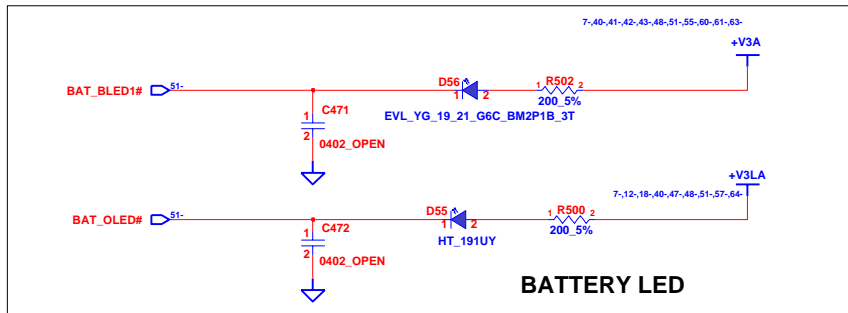 7-,40-,41-,42-,43-,48-,51-,55-,60-,61-,63-
+V3A
BAT_BLED1# 51- D56 1 2 1 R502 2
200_5%
EVL_YG_19_21_G6C_BM2P1B_3T
1 C471
2 0402_OPEN
+V3LA
7-,12-,18-,40-,47-,48-,51-,57-,64-
BAT_OLED# 51- D55 1 2 1 R500 2
200_5%
HT_191UY
1 C472
2 0402_OPEN
BATTERY LED